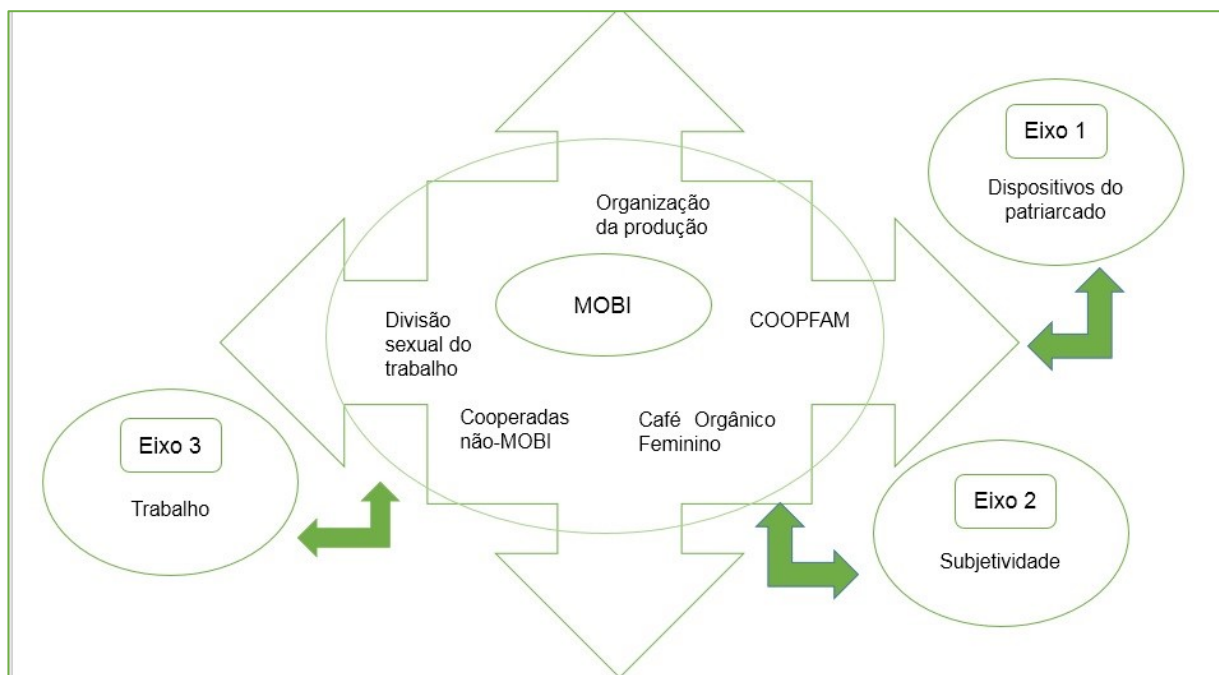 Eixo 1
Dispositivos do
patriarcado
Organização
da produção
MOBI
COOPFAM
Divisão
sexual do
trabalho
Cooperadas
não-MOBI
Café Orgânico
Feminino
Eixo 3
Trabalho
Eixo 2
Subjetividade